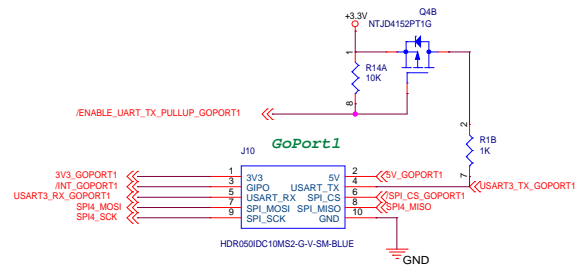 Q4B
+3.3V
NTJD4152PT1G
1
R14A
10K
8
/ENABLE_UART_TX_PULLUP_GOPORT1
2
R1B
1K
7
GoPort1
J10
3V3_GOPORT1 1 3V3 5V 2 5V_GOPORT1
/INT_GOPORT1 3 GIPO USART_TX 4 USART3_TX_GOPORT1
USART3_RX_GOPORT1 5 USART_RX SPI_CS 6 /SPI_CS_GOPORT1
SPI4_MOSI 7 SPI_MOSI SPI_MISO 8 SPI4_MISO
SPI4_SCK 9 SPI_SCK GND 10
HDR050IDC10MS2-G-V-SM-BLUE
GND